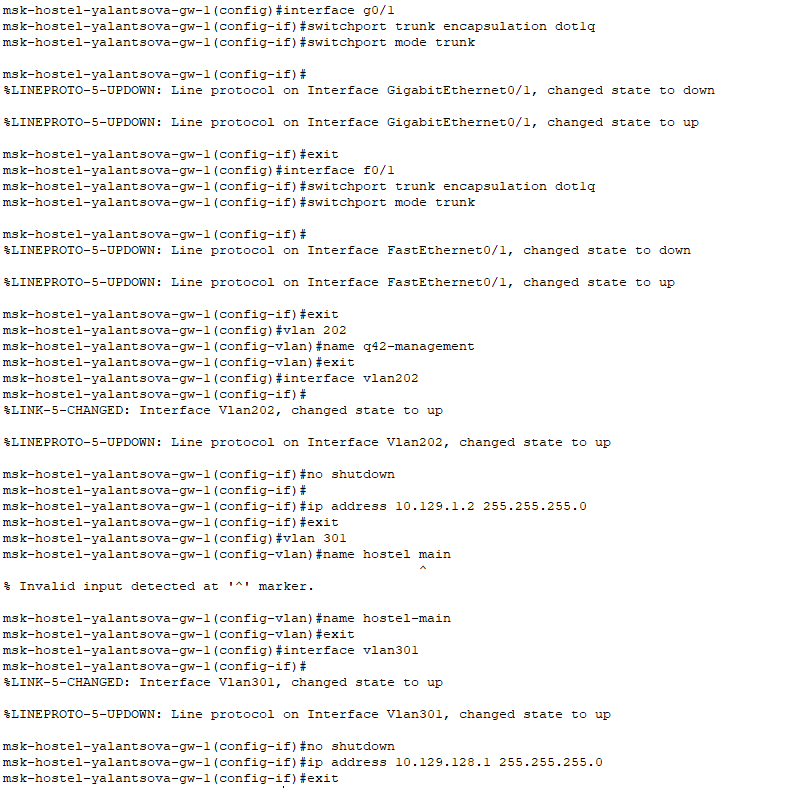 msk-hostel-yalantsova-gw-1(config)#interface g0/1
msk-hostel-yalantsova-gw-1(config-if)#switchport trunk encapsulation dot1q
msk-hostel-yalantsova-gw-1(config-if)#switchport mode trunk
msk-hostel-yalantsova-gw-1(config-if)#
%LINEPROTO-5-UPDOWN: Line protocol on Interface GigabitEthernet0/1, changed state to down
%LINEPROTO-5-UPDOWN: Line protocol on Interface GigabitEthernet0/1, changed state to up
msk-hostel-yalantsova-gw-1(config-if)#exit
msk-hostel-yalantsova-gw-1(config)#interface f0/1
msk-hostel-yalantsova-gw-1(config-if)#switchport trunk encapsulation dot1q
msk-hostel-yalantsova-gw-1(config-if)#switchport mode trunk
msk-hostel-yalantsova-gw-1(config-if)#
%LINEPROTO-5-UPDOWN: Line protocol on Interface FastEthernet0/1, changed state to down
%LINEPROTO-5-UPDOWN: Line protocol on Interface FastEthernet0/1, changed state to up
msk-hostel-yalantsova-gw-1(config-if)#exit
msk-hostel-yalantsova-gw-1(config)#vlan 202
msk-hostel-yalantsova-gw-1(config-vlan)#name q42-management
msk-hostel-yalantsova-gw-1(config-vlan)#exit
msk-hostel-yalantsova-gw-1(config)#interface vlan202
msk-hostel-yalantsova-gw-1(config-if)#
%LINK-5-CHANGED: Interface Vlan202, changed state to up
%LINEPROTO-5-UPDOWN: Line protocol on Interface Vlan202, changed state to up
msk-hostel-yalantsova-gw-1(config-if)#no shutdown
msk-hostel-yalantsova-gw-1(config-if)#
msk-hostel-yalantsova-gw-1(config-if)#ip address 10.129.1.2 255.255.255.0
msk-hostel-yalantsova-gw-1(config-if)#exit
msk-hostel-yalantsova-gw-1(config)#vlan 301
msk-hostel-yalantsova-gw-1(config-vlan)#name hostel main
^
% Invalid input detected at '^' marker.
msk-hostel-yalantsova-gw-1(config-vlan)#name hostel-main
msk-hostel-yalantsova-gw-1(config-vlan)#exit
msk-hostel-yalantsova-gw-1(config)#interface vlan301
msk-hostel-yalantsova-gw-1(config-if)#
%LINK-5-CHANGED: Interface Vlan301, changed state to up
%LINEPROTO-5-UPDOWN: Line protocol on Interface Vlan301, changed state to up
msk-hostel-yalantsova-gw-1(config-if)#no shutdown
msk-hostel-yalantsova-gw-1(config-if)#ip address 10.129.128.1 255.255.255.0
msk-hostel-yalantsova-gw-1(config-if)#exit